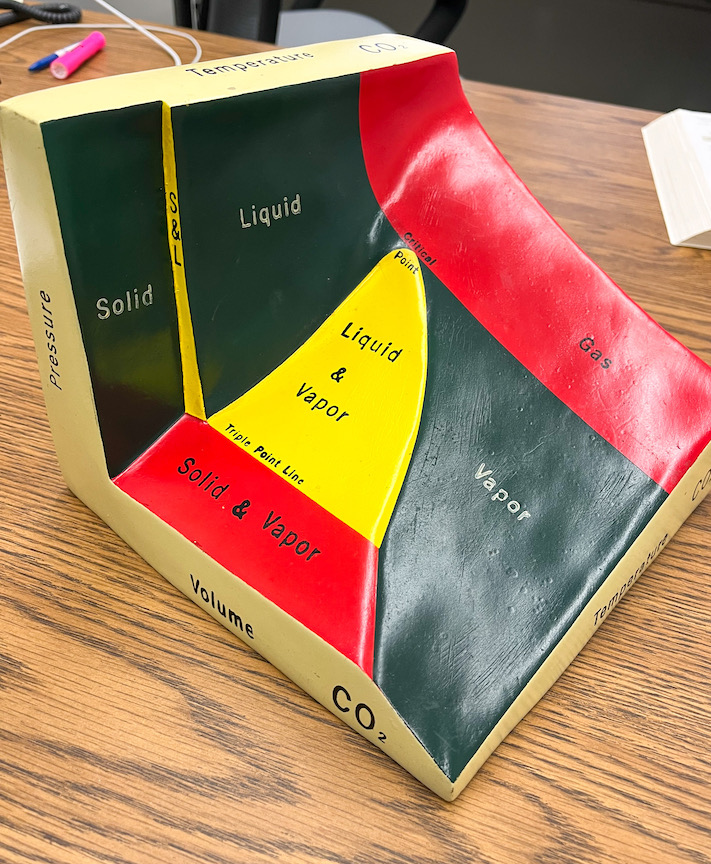 Temperature
CO₂
Solid
S & L
Liquid
Critical
Point
Gas
Liquid
&
Vapor
Triple Point Line
Solid & Vapor
Vapor
Pressure
Volume
CO₂
Temperature